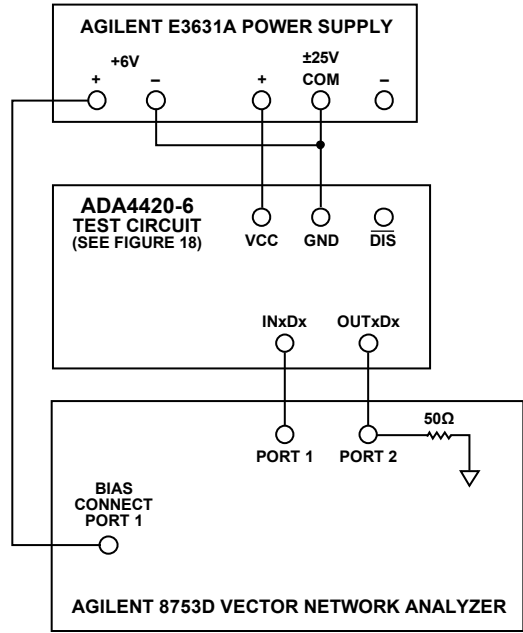 AGILENT E3631A POWER SUPPLY
+6V
±25V
+ – + COM –
ADA4420-6
TEST CIRCUIT
(SEE FIGURE 18)
VCC GND DIS
INxDx OUTxDx
50Ω
PORT 1 PORT 2
BIAS
CONNECT
PORT 1
AGILENT 8753D VECTOR NETWORK ANALYZER